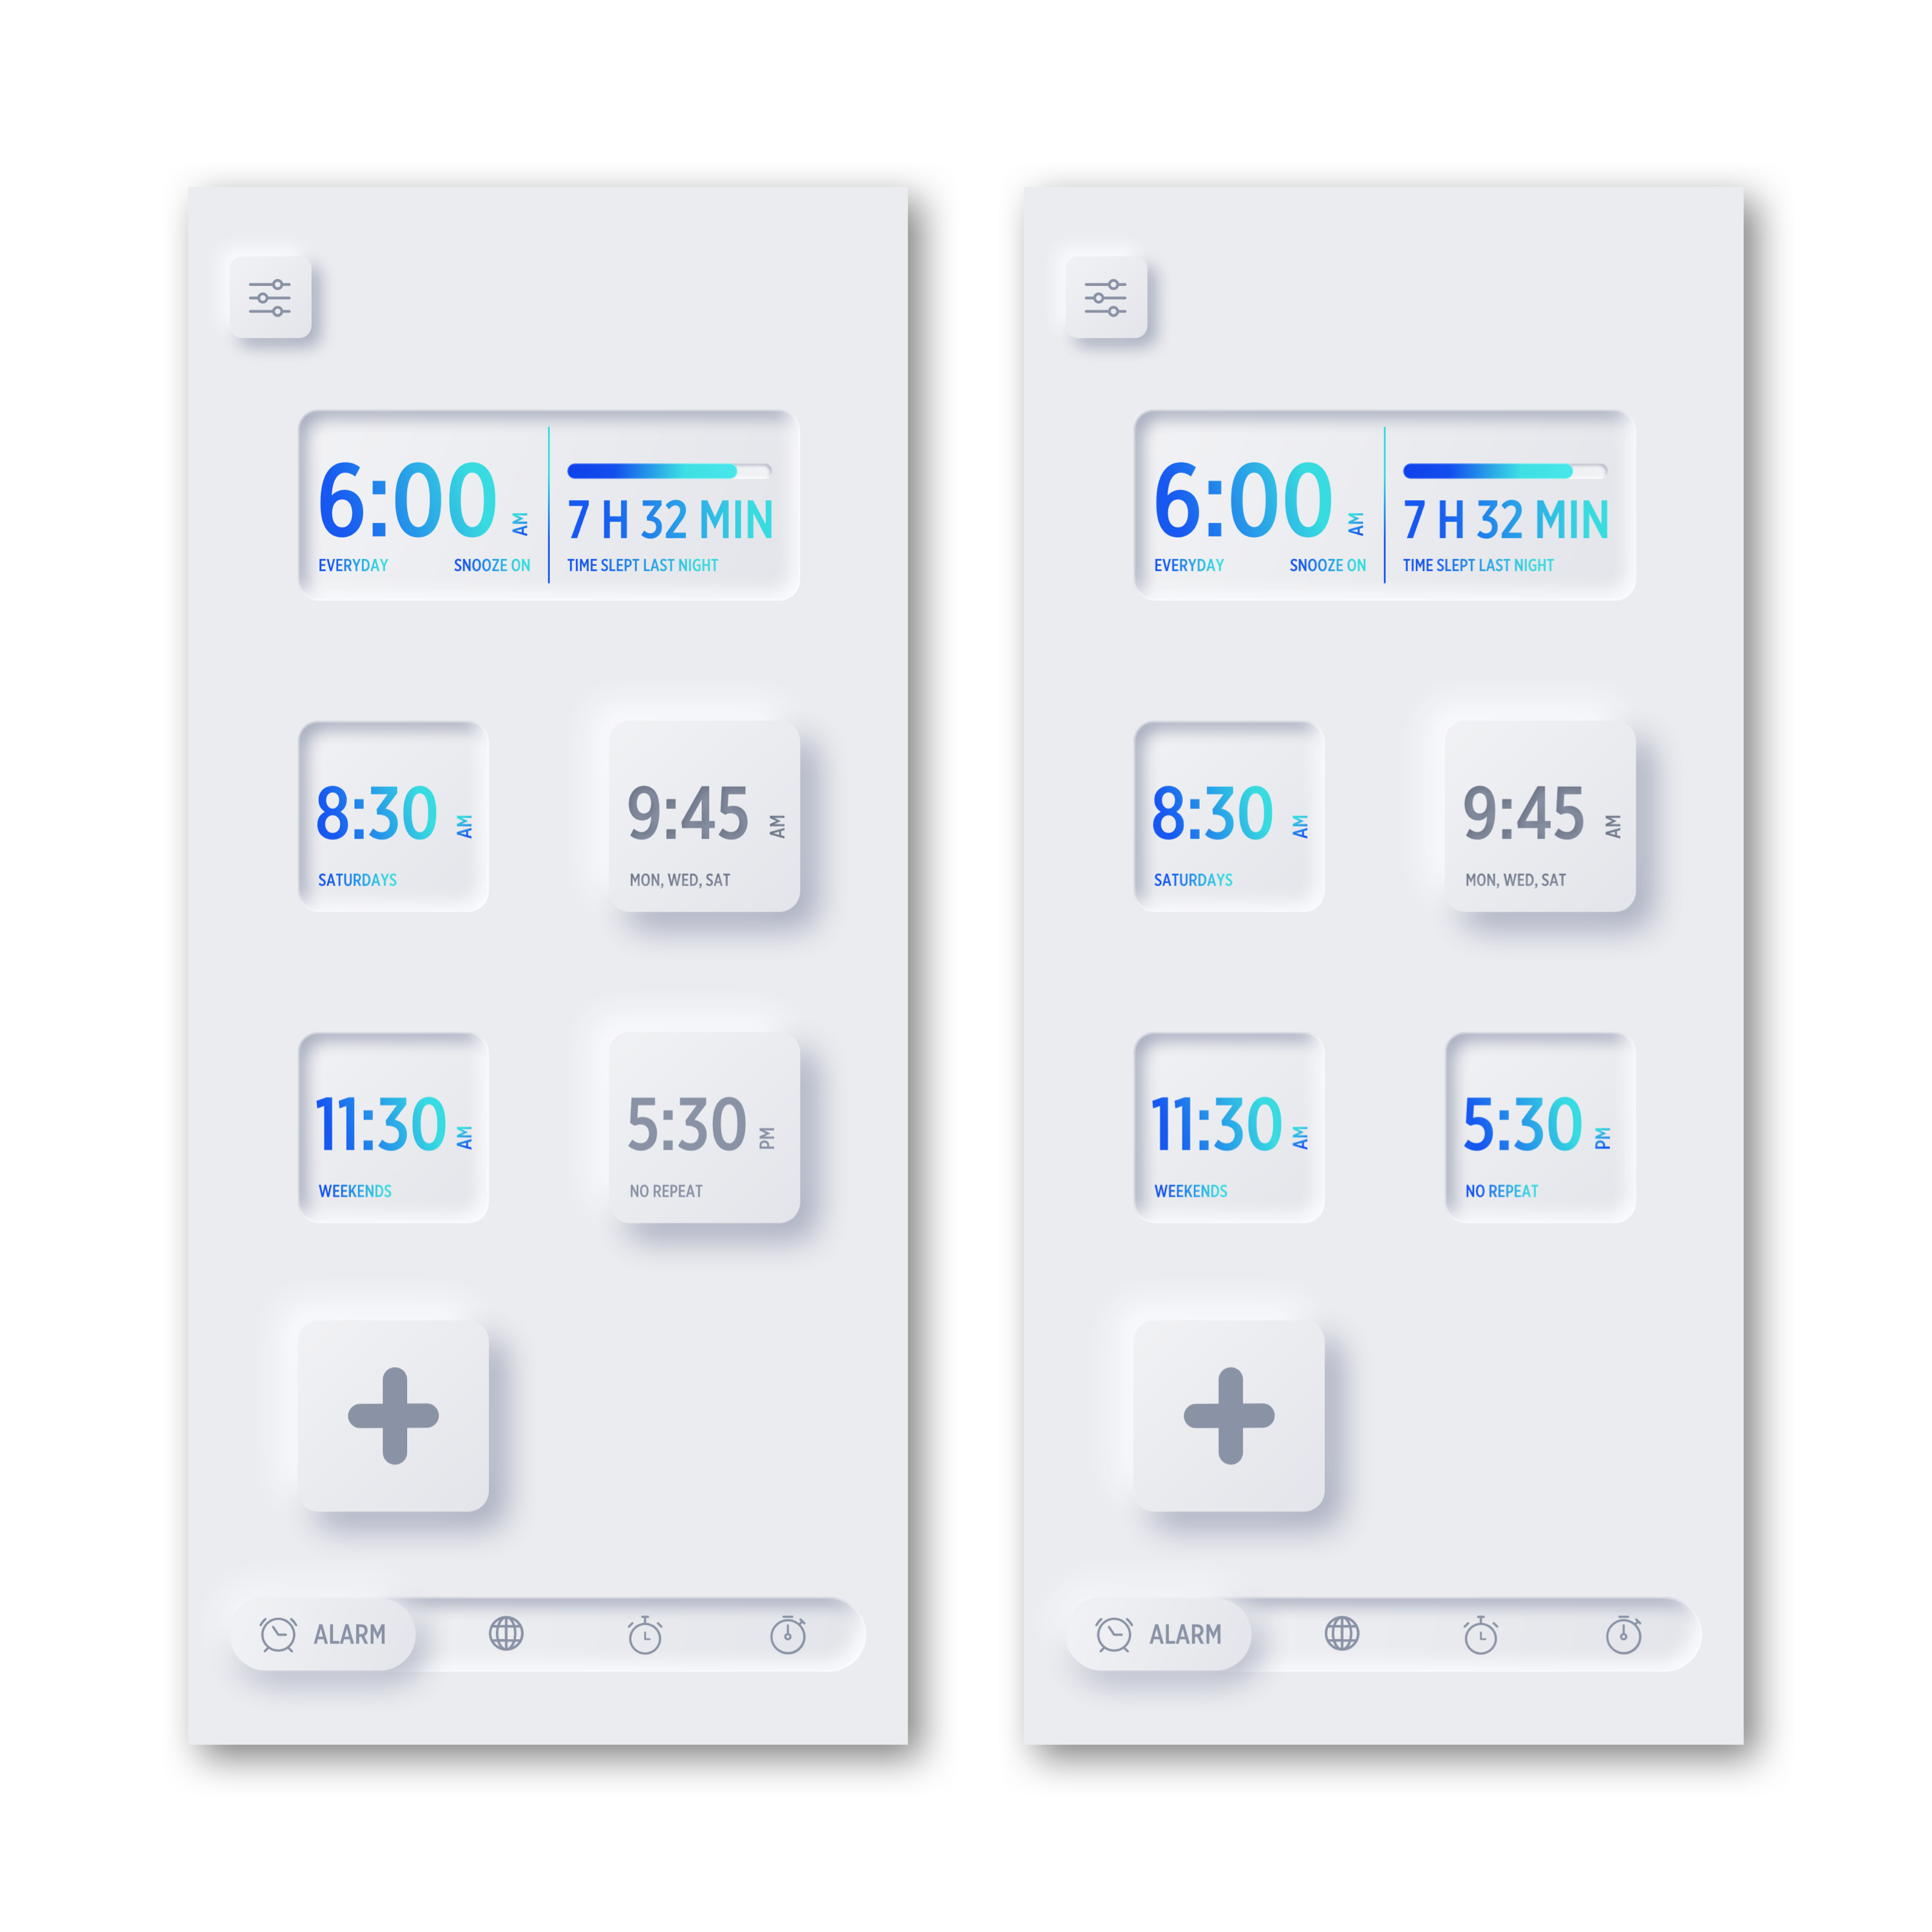 6:00 AM
EVERYDAY SNOOZE ON
7 H 32 MIN
TIME SLEPT LAST NIGHT
8:30 AM
SATURDAYS
9:45 AM
MON, WED, SAT
11:30 AM
WEEKENDS
5:30 PM
NO REPEAT
ALARM
6:00 AM
EVERYDAY SNOOZE ON
7 H 32 MIN
TIME SLEPT LAST NIGHT
8:30 AM
SATURDAYS
9:45 AM
MON, WED, SAT
11:30 AM
WEEKENDS
5:30 PM
NO REPEAT
ALARM